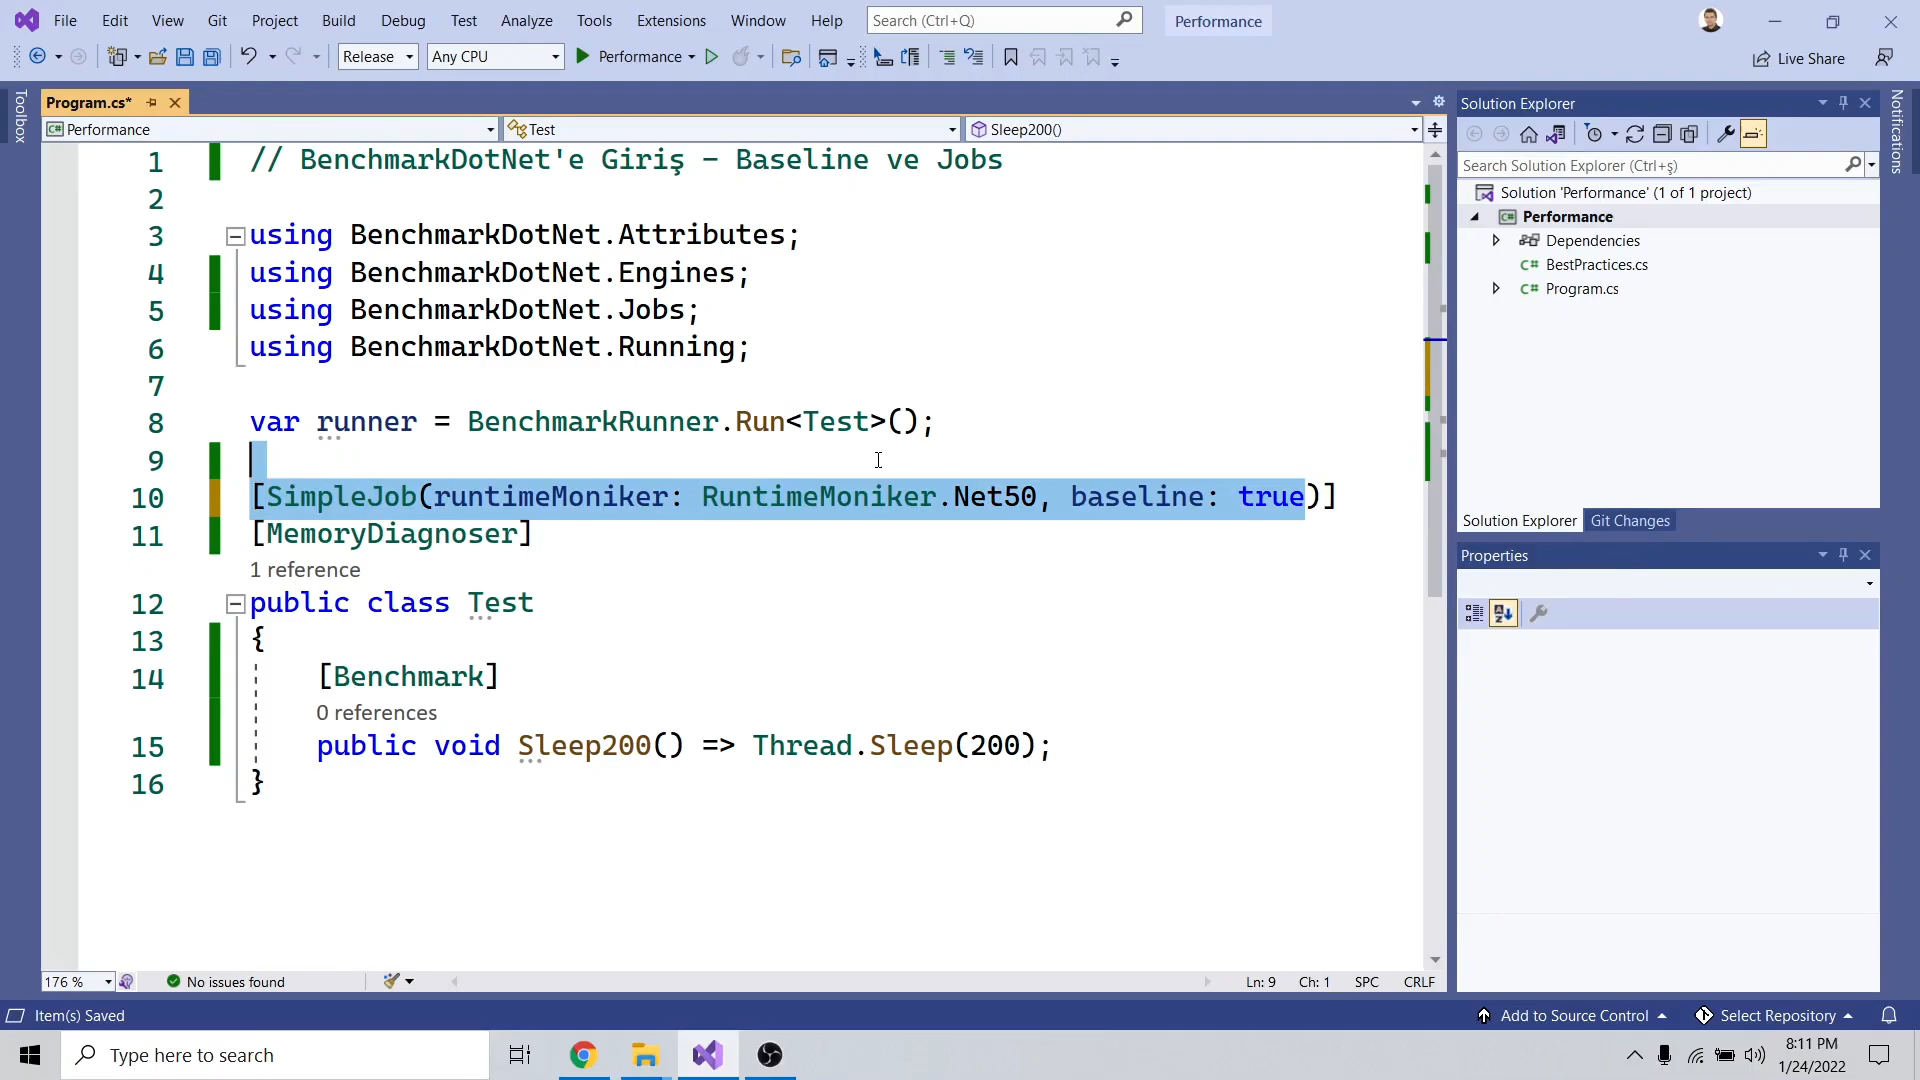 File Edit View Git Project Build Debug Test Analyze Tools Extensions Window Help Search (Ctrl+Q) Performance
Release Any CPU Performance Live Share
Toolbox
Program.cs*
Performance Test Sleep200()
1 // BenchmarkDotNet'e Giriş - Baseline ve Jobs
2
3 using BenchmarkDotNet.Attributes;
4 using BenchmarkDotNet.Engines;
5 using BenchmarkDotNet.Jobs;
6 using BenchmarkDotNet.Running;
7
8 var runner = BenchmarkRunner.Run<Test>();
9
10 [SimpleJob(runtimeMoniker: RuntimeMoniker.Net50, baseline: true)]
11 [MemoryDiagnoser]
1 reference
12 public class Test
13 {
14 [Benchmark]
0 references
15 public void Sleep200() => Thread.Sleep(200);
16 }
176 % No issues found Ln: 9 Ch: 1 SPC CRLF
Solution Explorer
Search Solution Explorer (Ctrl+ş)
Solution 'Performance' (1 of 1 project)
Performance
Dependencies
C# BestPractices.cs
C# Program.cs
Solution Explorer Git Changes
Properties
Notifications
Item(s) Saved Add to Source Control Select Repository
Type here to search
8:11 PM
1/24/2022